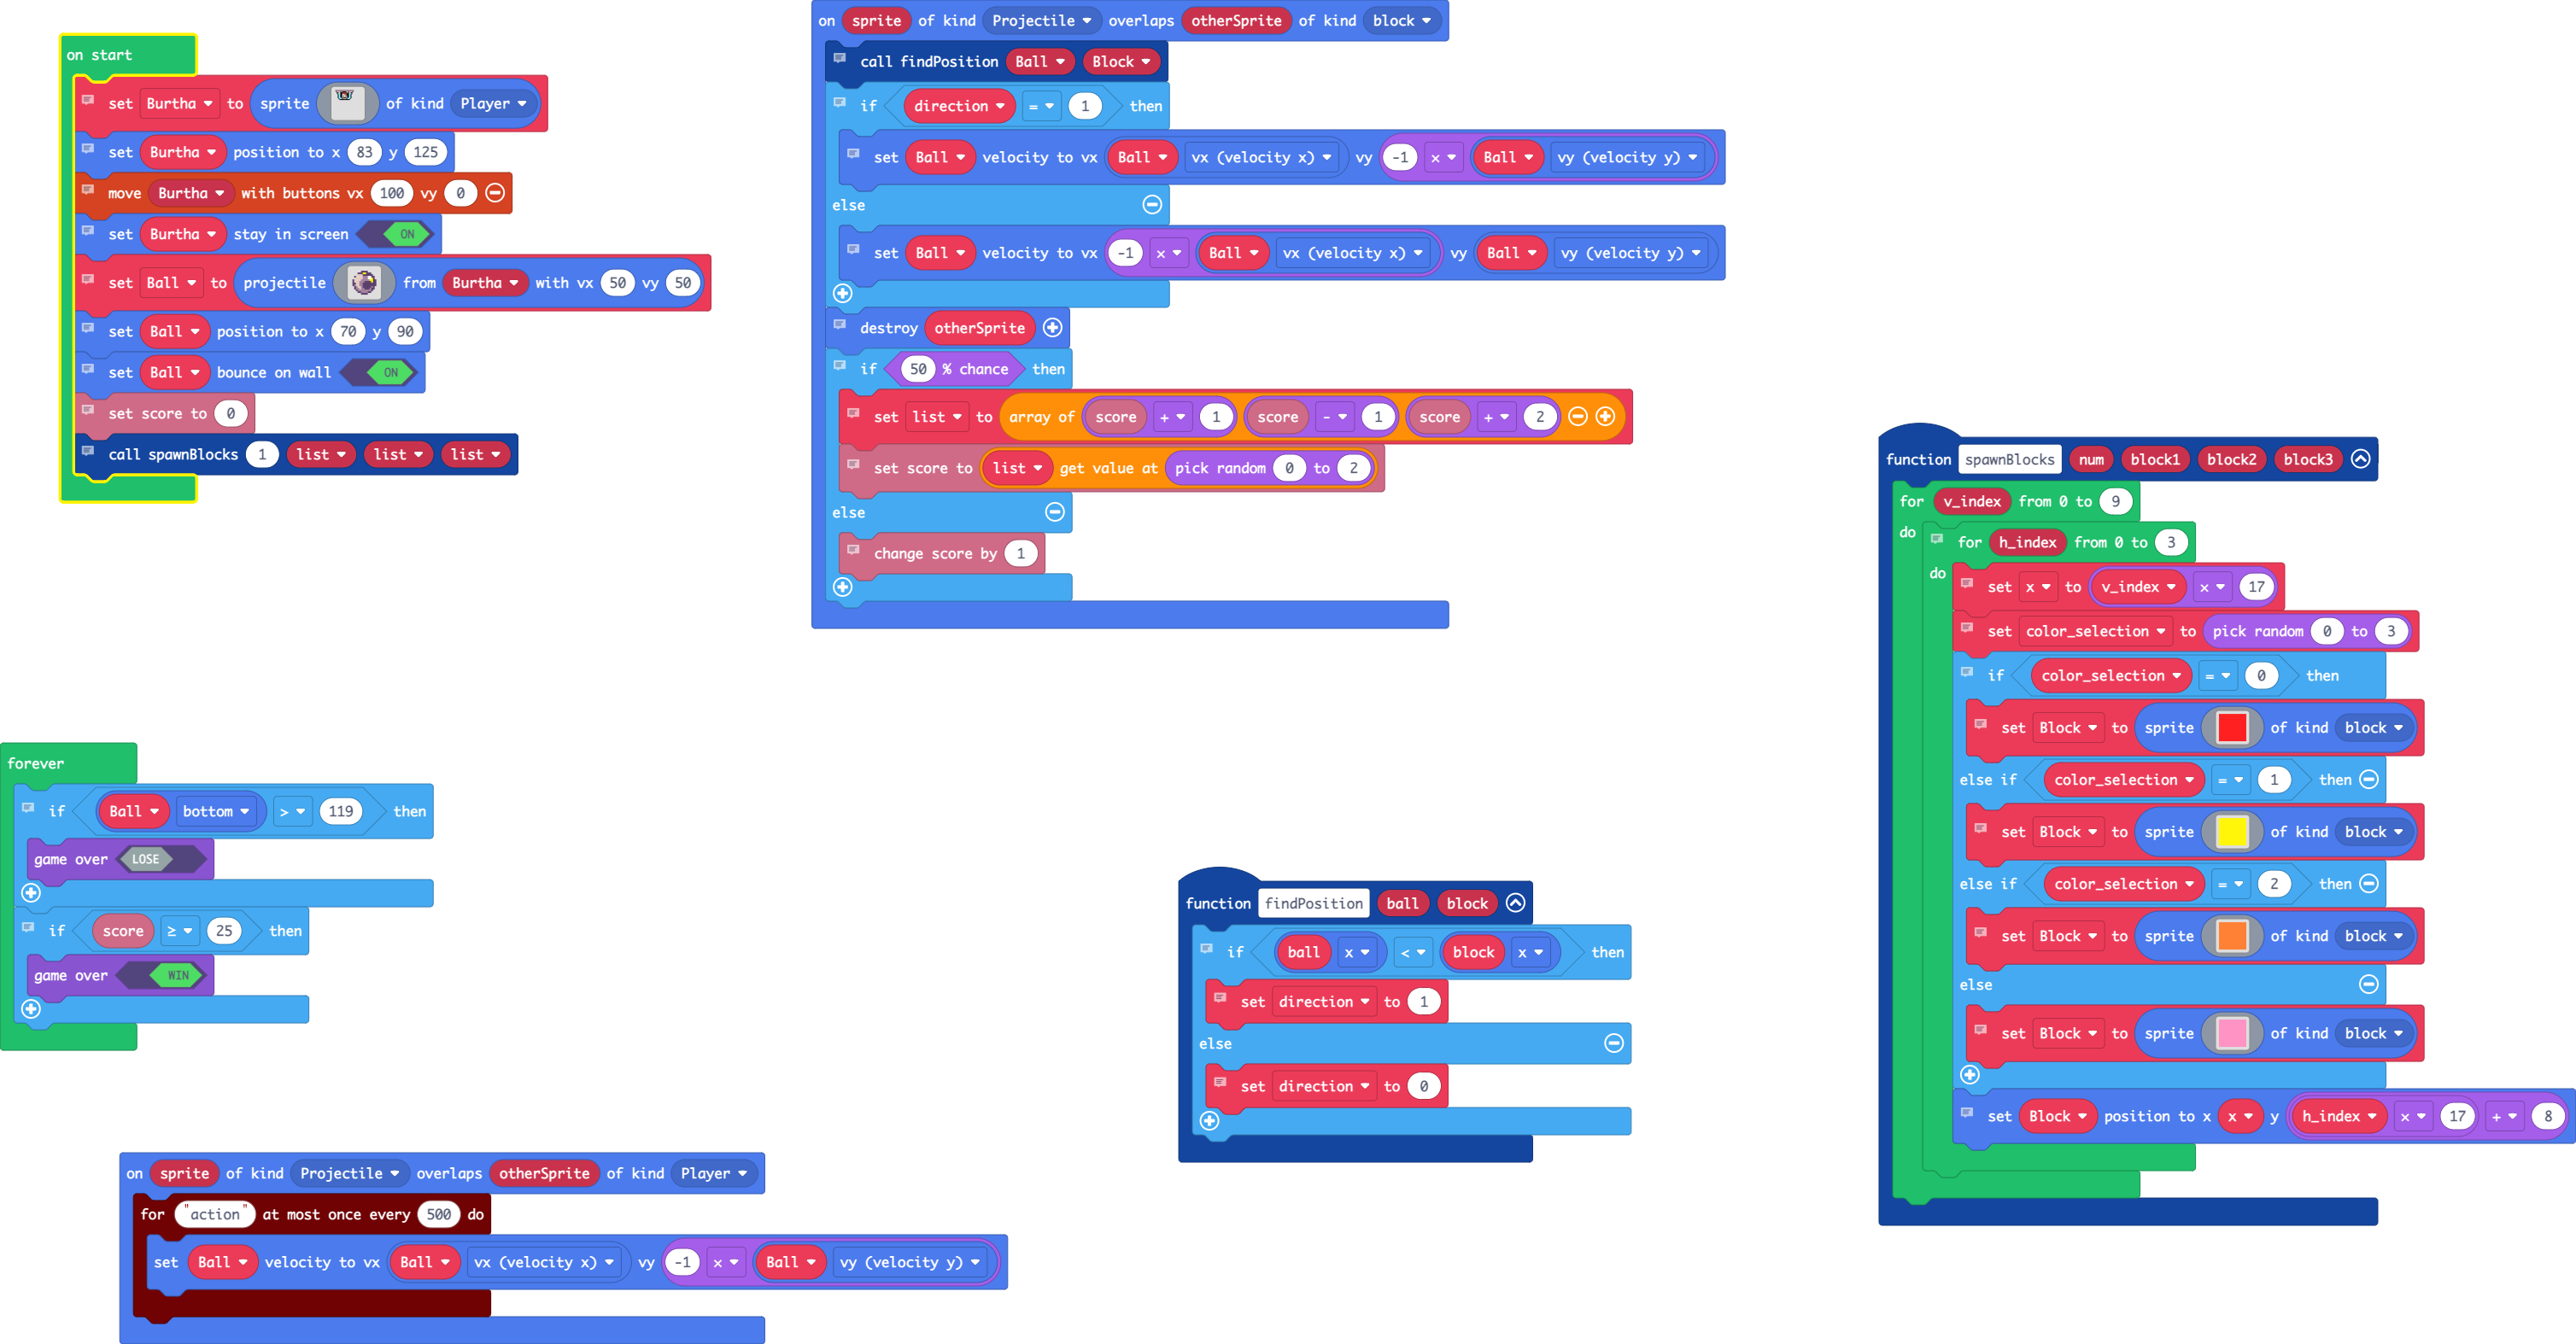 on start
set Burtha to sprite of kind Player
set Burtha position to x 83 y 125
move Burtha with buttons vx 100 vy 0
set Burtha stay in screen ON
set Ball to projectile from Burtha with vx 50 vy 50
set Ball position to x 70 y 90
set Ball bounce on wall ON
set score to 0
call spawnBlocks 1 list list list
on sprite of kind Projectile overlaps otherSprite of kind block
call findPosition Ball Block
if direction = 1 then
set Ball velocity to vx Ball vx (velocity x) vy -1 × Ball vy (velocity y)
else
set Ball velocity to vx -1 × Ball vx (velocity x) vy Ball vy (velocity y)
destroy otherSprite
if 50 % chance then
set list to array of score + 1 score - 1 score + 2
set score to list get value at pick random 0 to 2
else
change score by 1
function spawnBlocks num block1 block2 block3
for v_index from 0 to 9
do for h_index from 0 to 3
do set x to v_index × 17
set color_selection to pick random 0 to 3
if color_selection = 0 then
set Block to sprite of kind block
else if color_selection = 1 then
set Block to sprite of kind block
else if color_selection = 2 then
set Block to sprite of kind block
else
set Block to sprite of kind block
set Block position to x x y h_index × 17 + 8
forever
if Ball bottom > 119 then
game over LOSE
if score ≥ 25 then
game over WIN
function findPosition ball block
if ball x < block x then
set direction to 1
else
set direction to 0
on sprite of kind Projectile overlaps otherSprite of kind Player
for "action" at most once every 500 do
set Ball velocity to vx Ball vx (velocity x) vy -1 × Ball vy (velocity y)